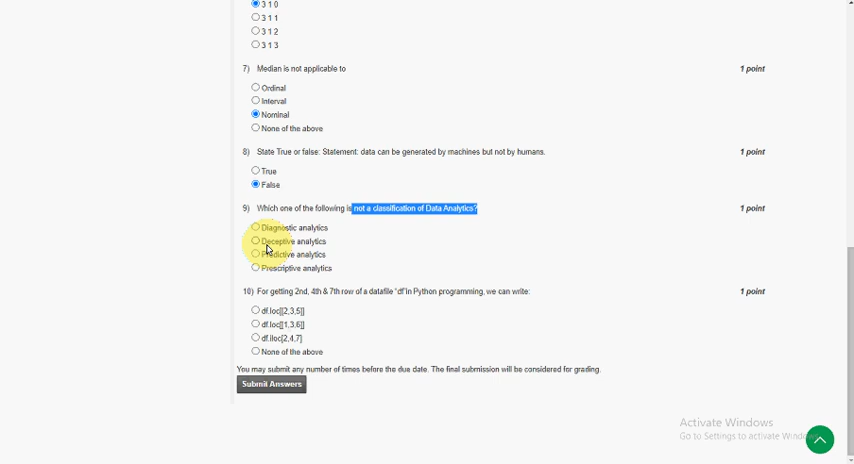 3 1 0
3 1 1
3 1 2
3 1 3
7) Median is not applicable to 1 point
Ordinal
Interval
Nominal
None of the above
8) State True or false: Statement: data can be generated by machines but not by humans. 1 point
True
False
9) Which one of the following is not a classification of Data Analytics? 1 point
Diagnostic analytics
Deceptive analytics
Predictive analytics
Prescriptive analytics
10) For getting 2nd, 4th & 7th row of a datafile "df"in Python programming, we can write: 1 point
df.loc[[2,3,5]]
df.loc[[1,3,6]]
df.iloc[2,4,7]
None of the above
You may submit any number of times before the due date. The final submission will be considered for grading.
Submit Answers
Activate Windows
Go to Settings to activate Windows